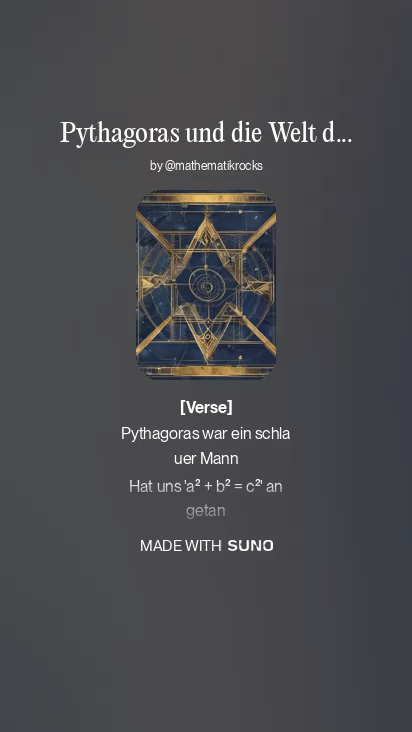 Pythagoras und die Welt d...
by @mathematikrocks
[Verse]
Pythagoras war ein schla
uer Mann
Hat uns 'a² + b² = c²' an
getan
MADE WITH SUNO